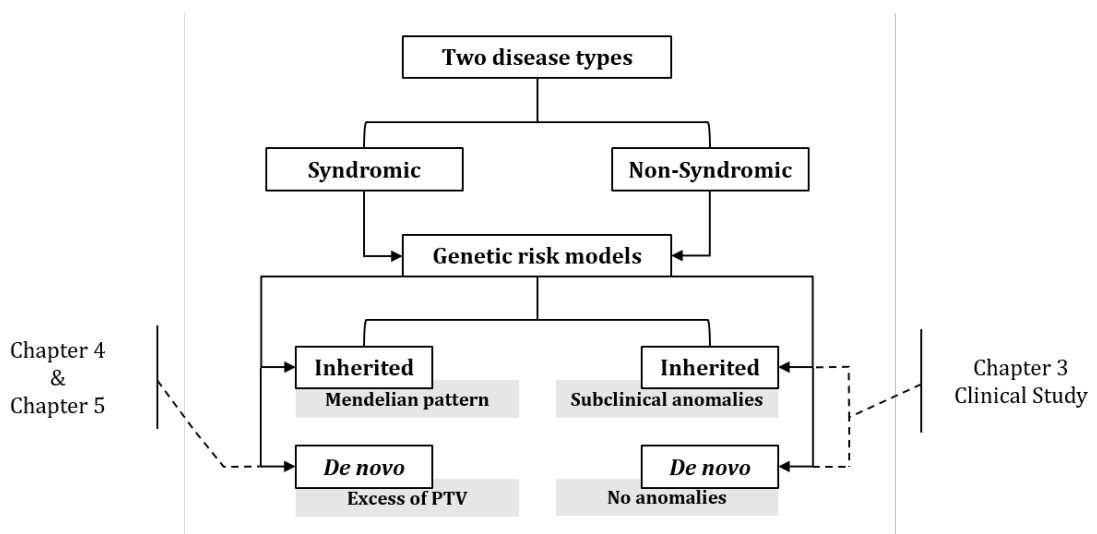 Two disease types
Syndromic
Non-Syndromic
Genetic risk models
Chapter 4
&
Chapter 5
Inherited
Mendelian pattern
Inherited
Subclinical anomalies
De novo
Excess of PTV
De novo
No anomalies
Chapter 3
Clinical Study